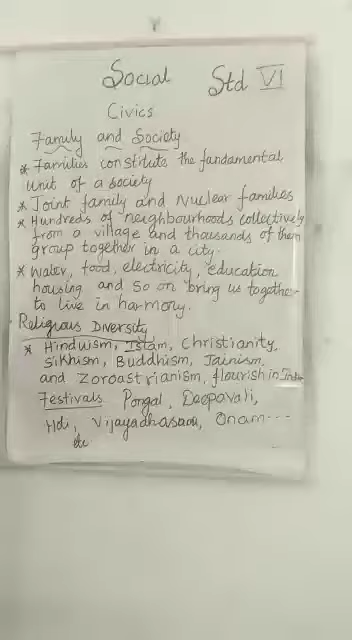 Social Std VI
Civics
Family and Society
* Families constitute the fundamental
unit of a society
* Joint family and Nuclear families
* Hundreds of neighbourhoods collectively
from a village and thousands of them
group together in a city.
* Water, food, electricity, education
housing and so on bring us together
to live in harmony.
Religious Diversity
* Hinduism, Islam, Christianity,
Sikhism, Buddhism, Jainism,
and Zoroastrianism, flourish in India
Festivals Pongal, Deepavali,
Holi, Vijayadhasami, Onam ...
etc